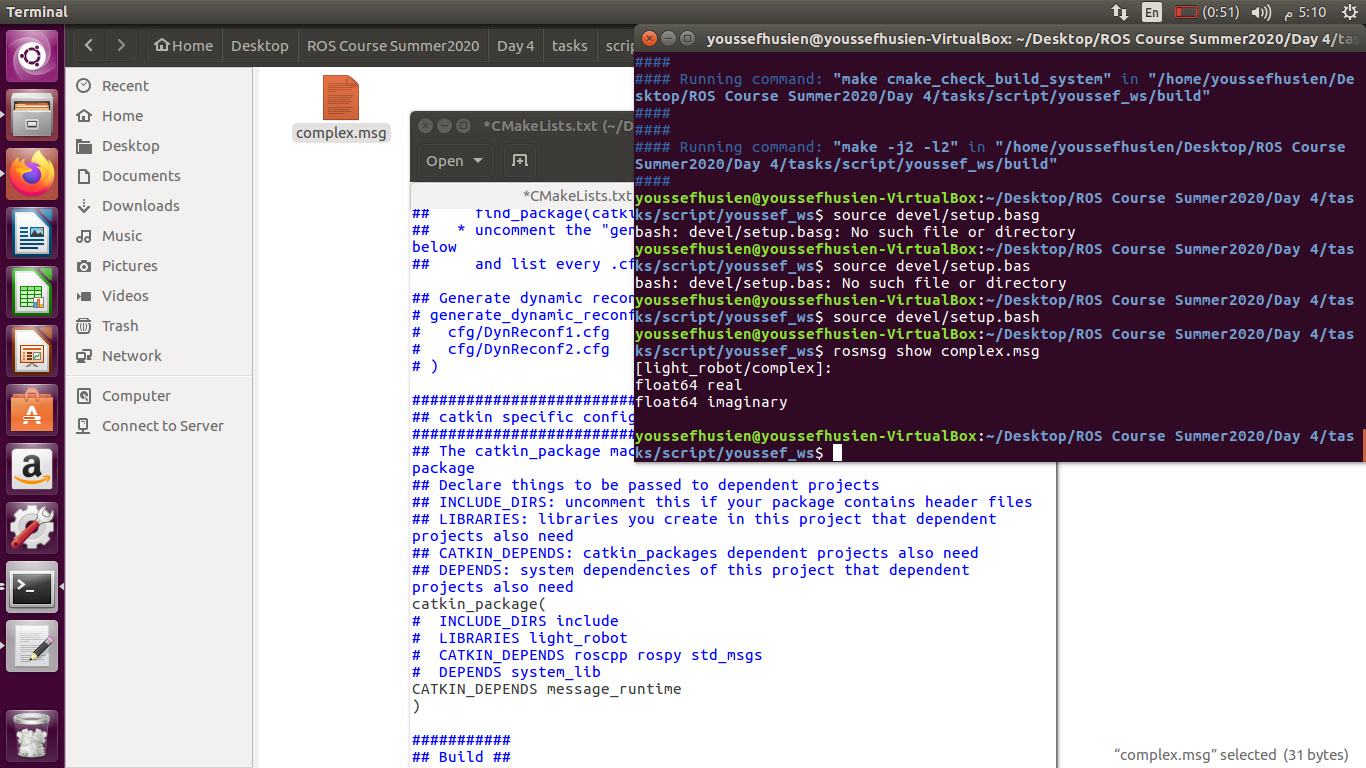 Terminal
En
(0:51)
5:10 م
Home
Desktop
ROS Course Summer2020
Day 4
tasks
scrip
Recent
Home
Desktop
Documents
Downloads
Music
Pictures
Videos
Trash
Network
Computer
Connect to Server
complex.msg
*CMakeLists.txt (~/D
Open
*CMakeLists.txt
##     find_package(catki
##   * uncomment the "gen
below
##     and list every .cf
## Generate dynamic recon
# generate_dynamic_reconf
#   cfg/DynReconf1.cfg
#   cfg/DynReconf2.cfg
# )
##########################
## catkin specific config
##########################
## The catkin_package mac
package
## Declare things to be passed to dependent projects
## INCLUDE_DIRS: uncomment this if your package contains header files
## LIBRARIES: libraries you create in this project that dependent
projects also need
## CATKIN_DEPENDS: catkin_packages dependent projects also need
## DEPENDS: system dependencies of this project that dependent
projects also need
catkin_package(
#  INCLUDE_DIRS include
#  LIBRARIES light_robot
#  CATKIN_DEPENDS roscpp rospy std_msgs
#  DEPENDS system_lib
CATKIN_DEPENDS message_runtime
)
###########
## Build ##
youssefhusien@youssefhusien-VirtualBox: ~/Desktop/ROS Course Summer2020/Day 4/tas
####
#### Running command: "make cmake_check_build_system" in "/home/youssefhusien/De
sktop/ROS Course Summer2020/Day 4/tasks/script/youssef_ws/build"
####
####
#### Running command: "make -j2 -l2" in "/home/youssefhusien/Desktop/ROS Course
Summer2020/Day 4/tasks/script/youssef_ws/build"
####
youssefhusien@youssefhusien-VirtualBox:~/Desktop/ROS Course Summer2020/Day 4/tas
ks/script/youssef_ws$ source devel/setup.basg
bash: devel/setup.basg: No such file or directory
youssefhusien@youssefhusien-VirtualBox:~/Desktop/ROS Course Summer2020/Day 4/tas
ks/script/youssef_ws$ source devel/setup.bas
bash: devel/setup.bas: No such file or directory
youssefhusien@youssefhusien-VirtualBox:~/Desktop/ROS Course Summer2020/Day 4/tas
ks/script/youssef_ws$ source devel/setup.bash
youssefhusien@youssefhusien-VirtualBox:~/Desktop/ROS Course Summer2020/Day 4/tas
ks/script/youssef_ws$ rosmsg show complex.msg
[light_robot/complex]:
float64 real
float64 imaginary
youssefhusien@youssefhusien-VirtualBox:~/Desktop/ROS Course Summer2020/Day 4/tas
ks/script/youssef_ws$
“complex.msg” selected (31 bytes)